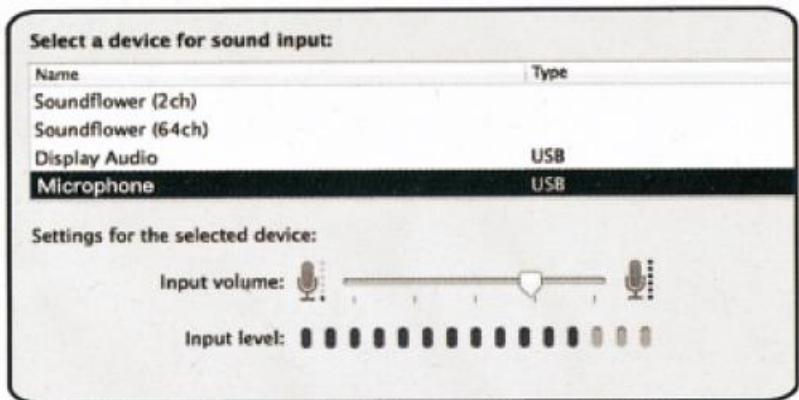 Select a device for sound input:
Name Type
Soundflower (2ch)
Soundflower (64ch)
Display Audio USB
Microphone USB
Settings for the selected device:
Input volume:
Input level: